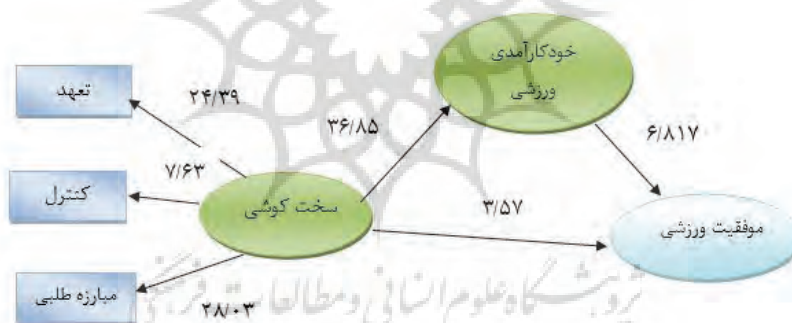 خودکارآمدی
ورزشی
تعهد
۲۴/۳۹
۳۶/۸۵
۶/۸۱۷
۷/۶۳
کنترل
سخت کوشی
۳/۵۷
موفقیت ورزشی
مبارزه طلبی
۲۸/۰۳
پژوهشگاه علوم انسانی و مطالعات فرهنگی